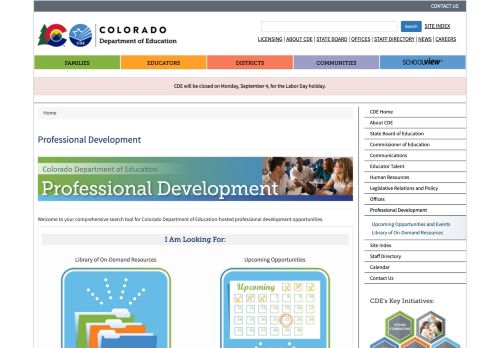 CONTACT US
COLORADO
Department of Education
CDE
Search
SITE INDEX
LICENSING | ABOUT CDE | STATE BOARD | OFFICES | STAFF DIRECTORY | NEWS | CAREERS
FAMILIES
EDUCATORS
DISTRICTS
COMMUNITIES
SCHOOLVIEW
CDE will be closed on Monday, September 4, for the Labor Day holiday.
Home
Professional Development
Colorado Department of Education
Professional Development
Welcome to your comprehensive search tool for Colorado Department of Education-hosted professional development opportunities.
I Am Looking For:
Library of On-Demand Resources
Upcoming Opportunities
Upcoming
CDE Home
About CDE
State Board of Education
Commissioner of Education
Communications
Educator Talent
Human Resources
Legislative Relations and Policy
Offices
Professional Development
Upcoming Opportunities and Events
Library of On-Demand Resources
Site Index
Staff Directory
Calendar
Contact Us
CDE's Key Initiatives:
STRONG
FOUNDATIONS